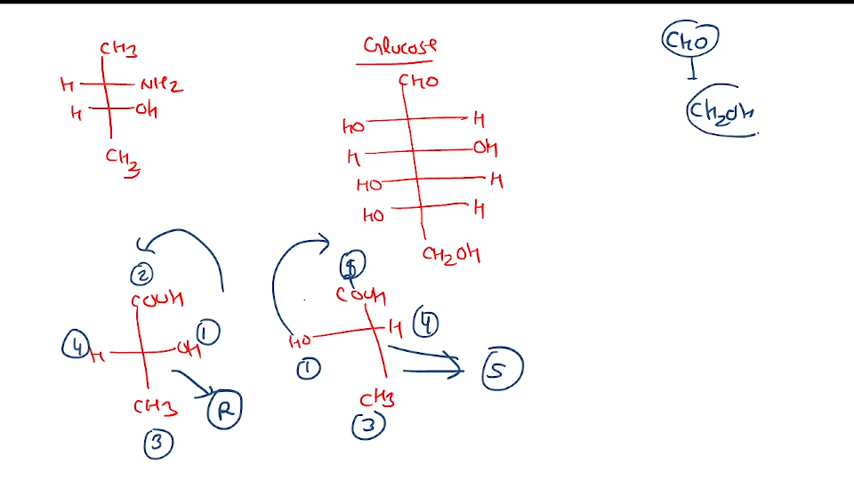 CH3
H NH2
H OH
CH3
Glucose
CHO
HO H
H OH
HO H
HO H
CH2OH
CHO
CH2OH
2
COOH
4 H OH 1
CH3
3
R
COOH
HO H 4
1
CH3
3
S